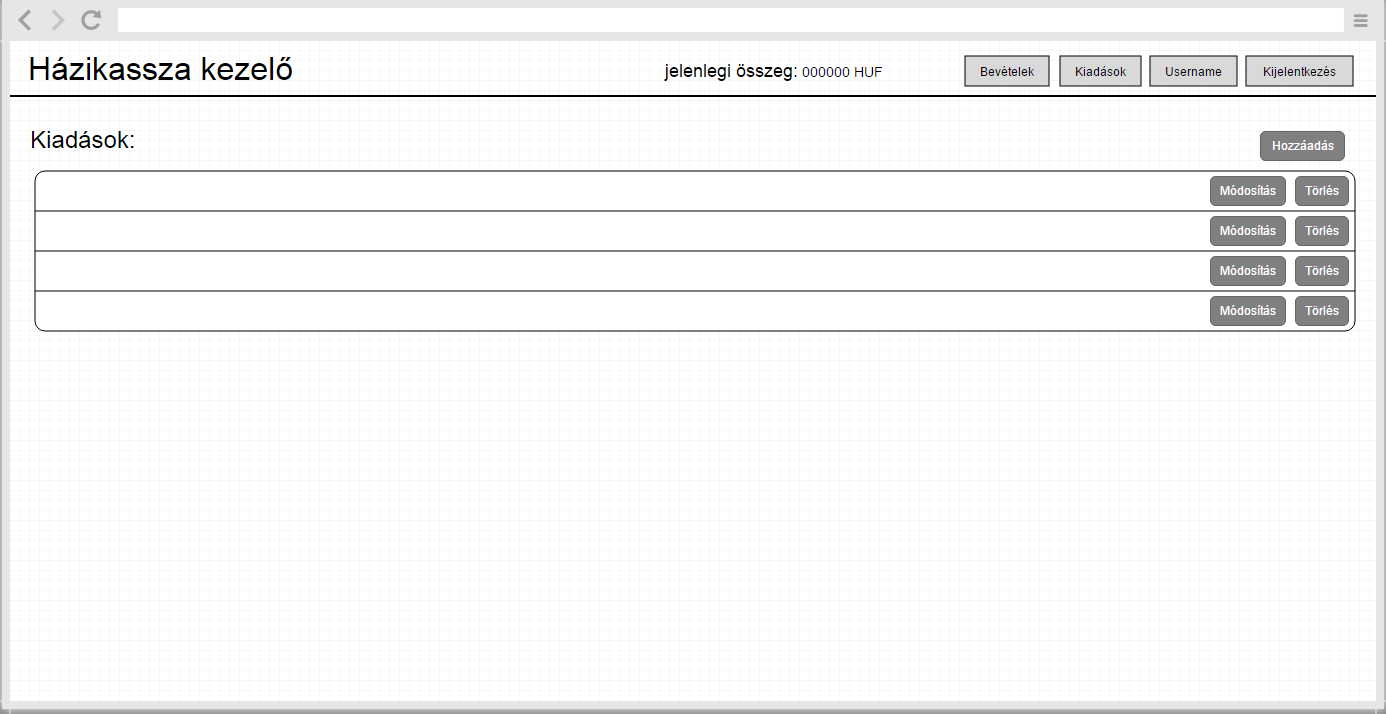 Házikassza kezelő
jelenlegi összeg: 000000 HUF
Bevételek
Kiadások
Username
Kijelentkezés
Kiadások:
Hozzáadás
Módosítás Törlés
Módosítás Törlés
Módosítás Törlés
Módosítás Törlés